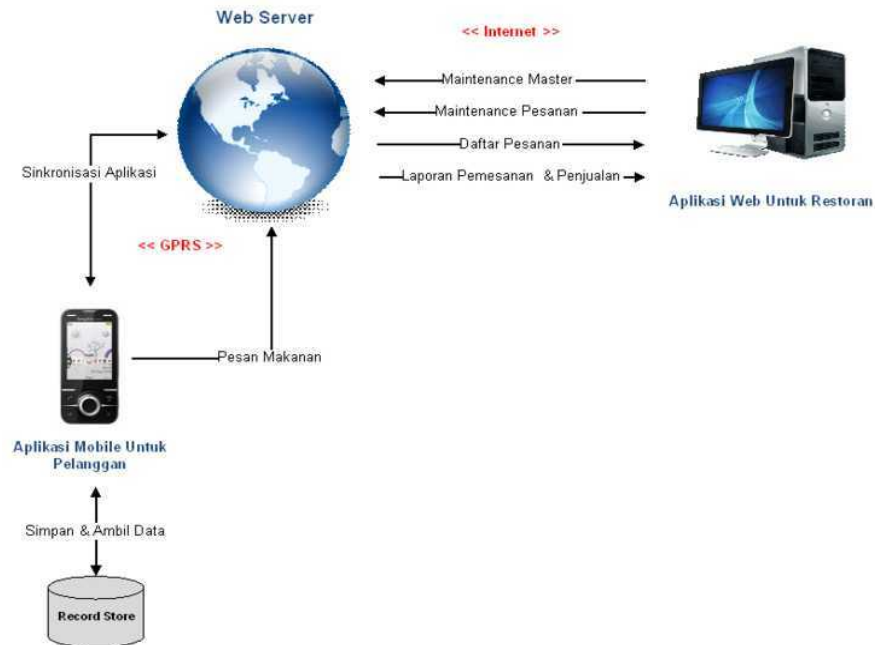 Web Server
<< Internet >>
Maintenance Master
Maintenance Pesanan
Daftar Pesanan
Laporan Pemesanan & Penjualan
Aplikasi Web Untuk Restoran
Sinkronisasi Aplikasi
<< GPRS >>
Pesan Makanan
Aplikasi Mobile Untuk
Pelanggan
Simpan & Ambil Data
Record Store